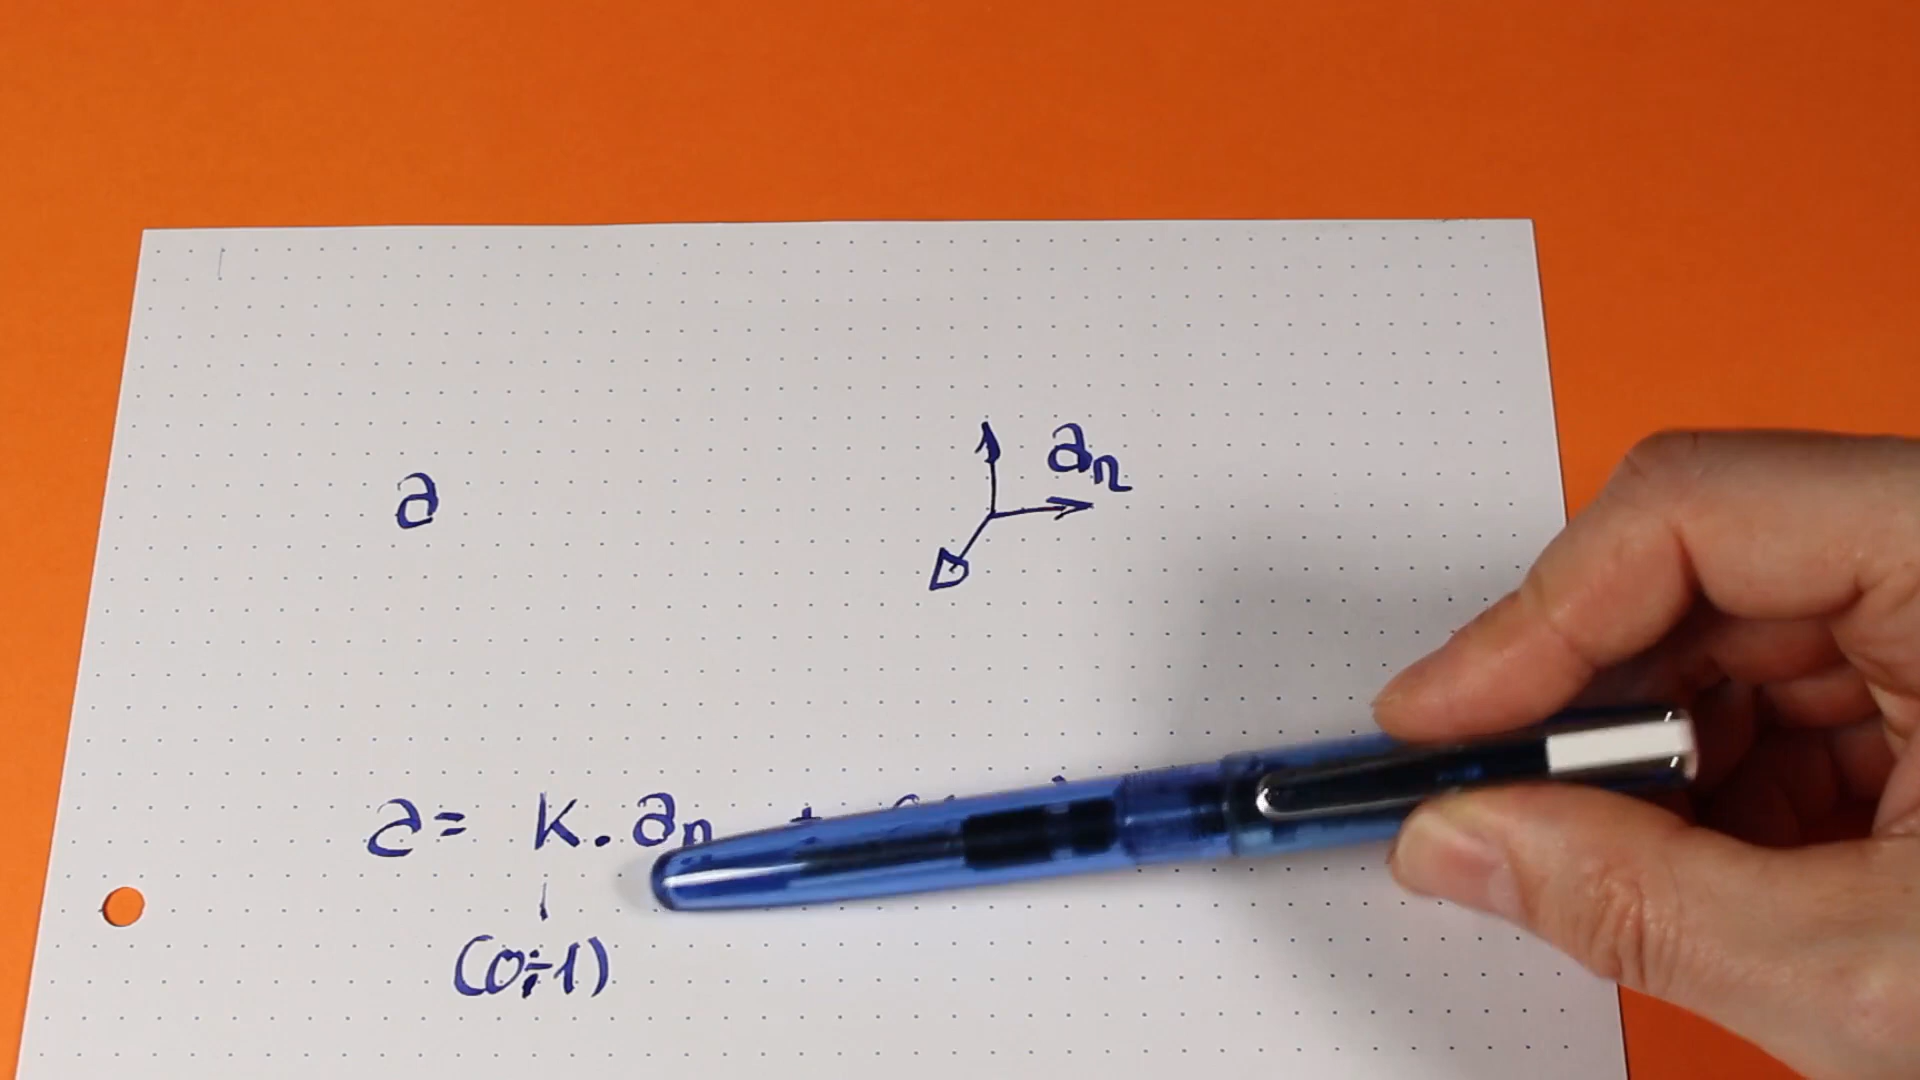 a
aₙ
a = K . aₙ +
(0÷1)